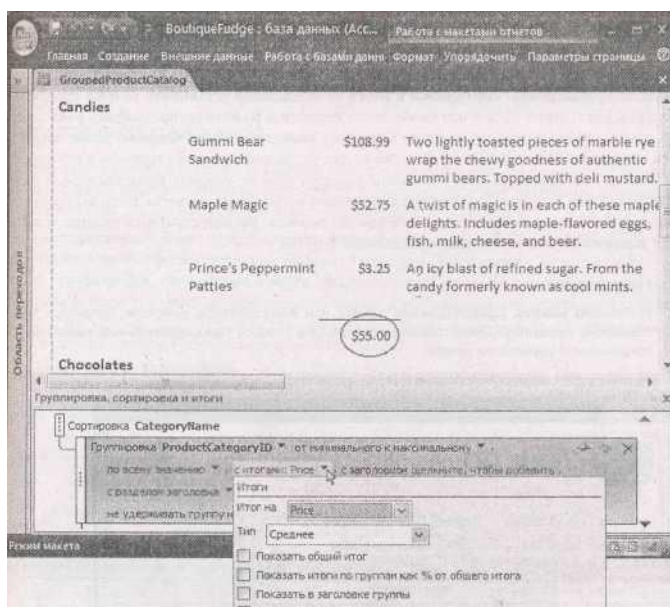 BoutiqueFudge : база данных (Acc... Работа с макетами отчетов
Главная Создание Внешние данные Работа с базами данн Формат Упорядочить Параметры страницы
GroupedProductCatalog
Candies
Gummi Bear $108.99 Two lightly toasted pieces of marble rye
Sandwich wrap the chewy goodness of authentic
gummi bears. Topped with deli mustard.
Maple Magic $52.75 A twist of magic is in each of these maple
delights. Includes maple-flavored eggs,
fish, milk, cheese, and beer.
Prince's Peppermint $3.25 An icy blast of refined sugar. From the
Patties candy formerly known as cool mints.
$55.00
Chocolates
Область переходов
Группировка, сортировка и итоги
Сортировка CategoryName
Группировка ProductCategoryID от минимального к максимальному
по всему значению , с итогами: Price , с заголовком щелкните, чтобы добавить ,
с разделом заголовка
не удерживать группу н
Итоги
Итог на Price
Тип Среднее
Показать общий итог
Показать итоги по группам как % от общего итога
Показать в заголовке группы
Режим макета